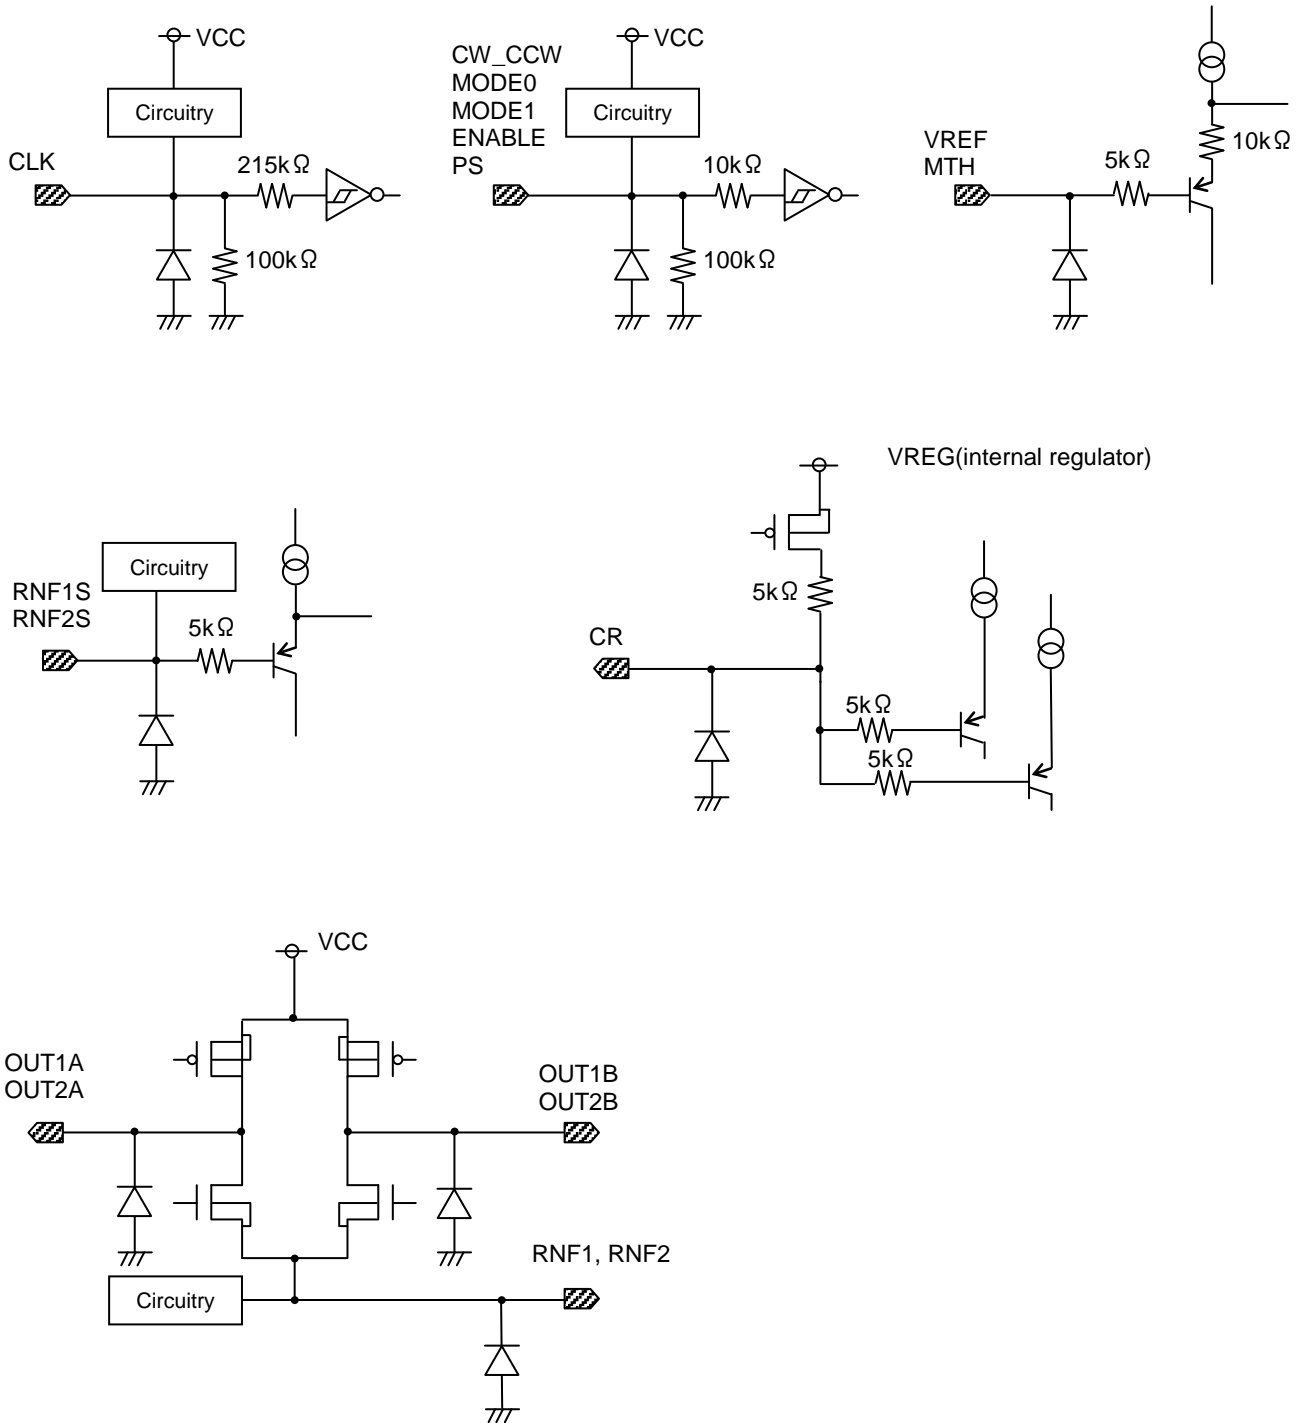 VCC
Circuitry
CLK
215kΩ
100kΩ
VCC
CW_CCW
MODE0
MODE1
ENABLE
PS
Circuitry
10kΩ
100kΩ
VREF
MTH
5kΩ
10kΩ
Circuitry
RNF1S
RNF2S
5kΩ
VREG(internal regulator)
5kΩ
CR
5kΩ
5kΩ
VCC
OUT1A
OUT2A
OUT1B
OUT2B
RNF1, RNF2
Circuitry